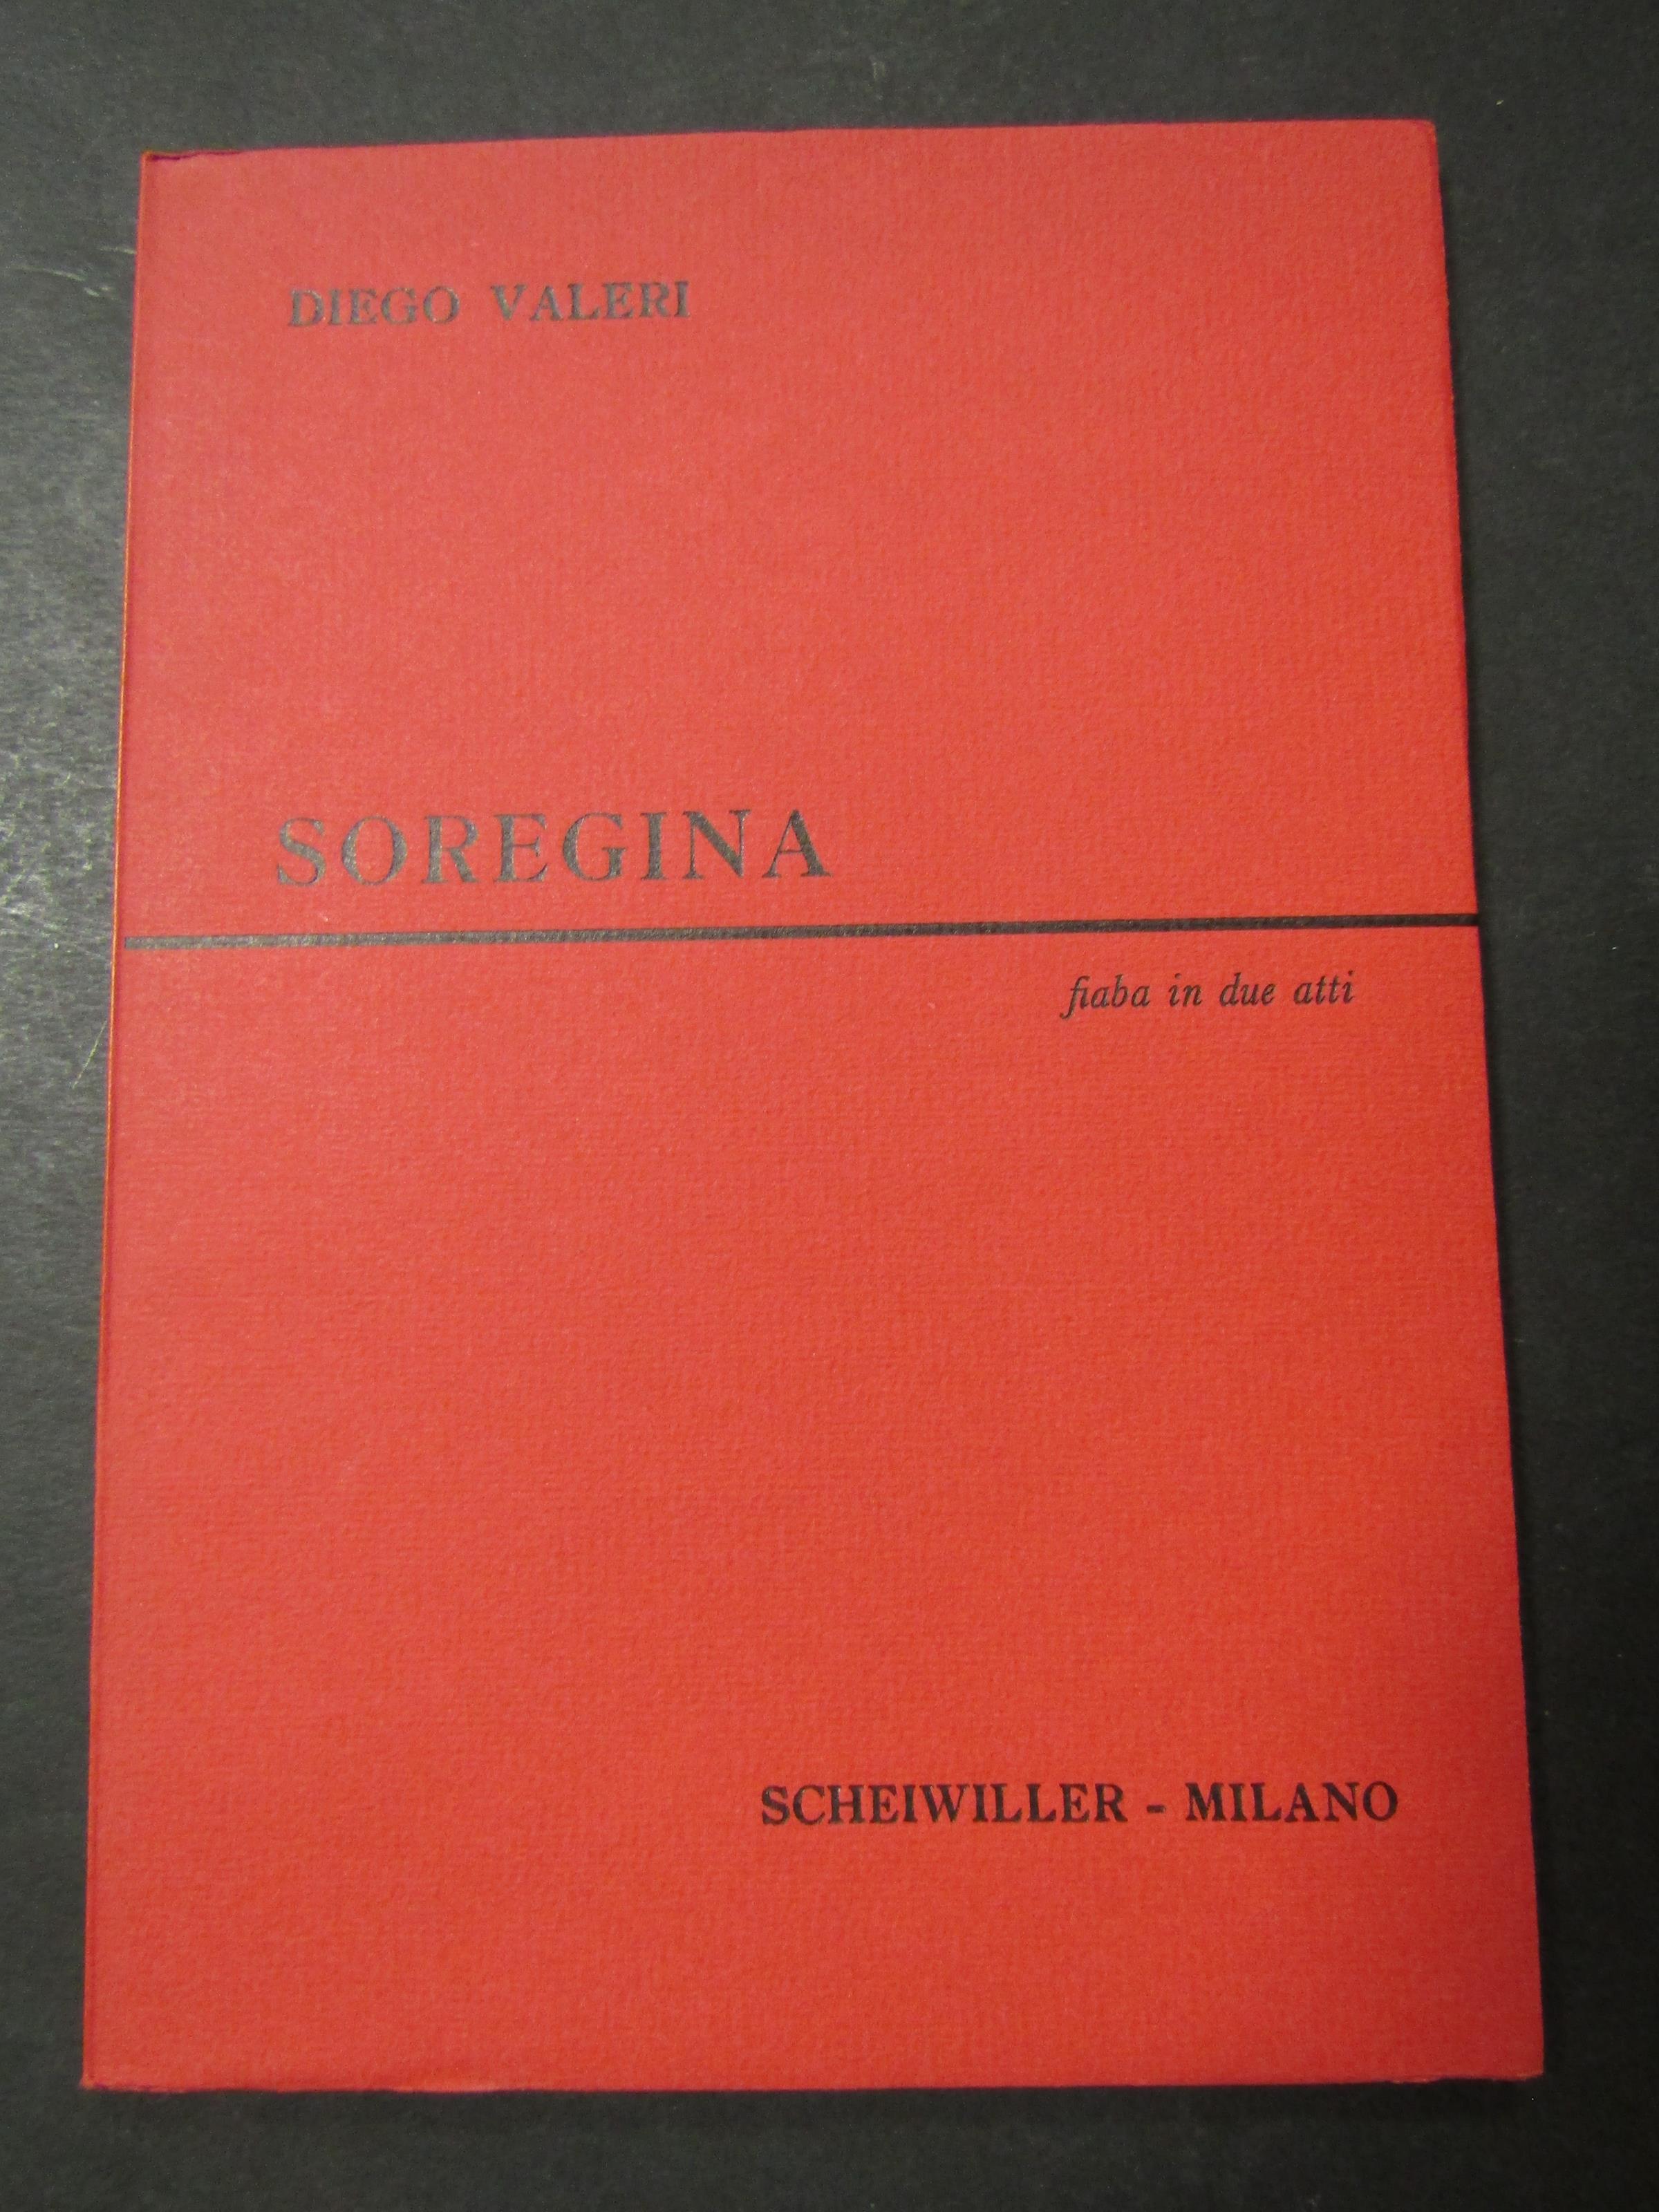 DIEGO VALERI
SOREGINA
fiaba in due atti
SCHEIWILLER - MILANO